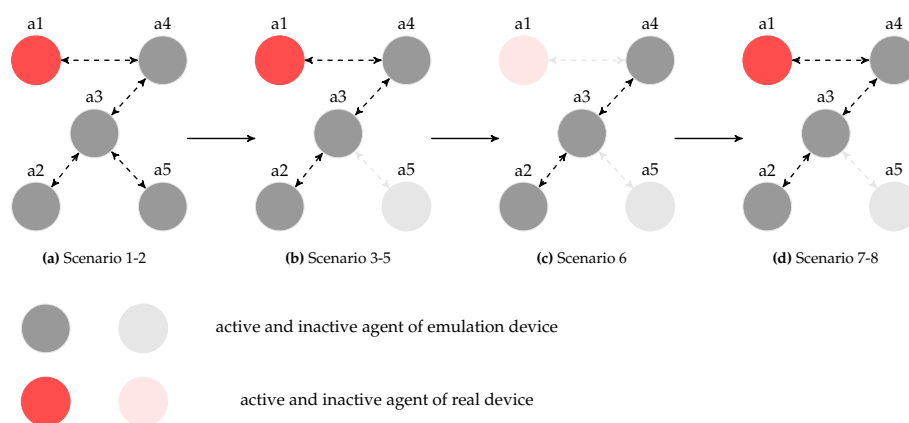 a1 a4 a1 a4 a1 a4 a1 a4
a3 a3 a3 a3
a2 a5 a2 a5 a2 a5 a2 a5
(a) Scenario 1-2 (b) Scenario 3-5 (c) Scenario 6 (d) Scenario 7-8
active and inactive agent of emulation device
active and inactive agent of real device